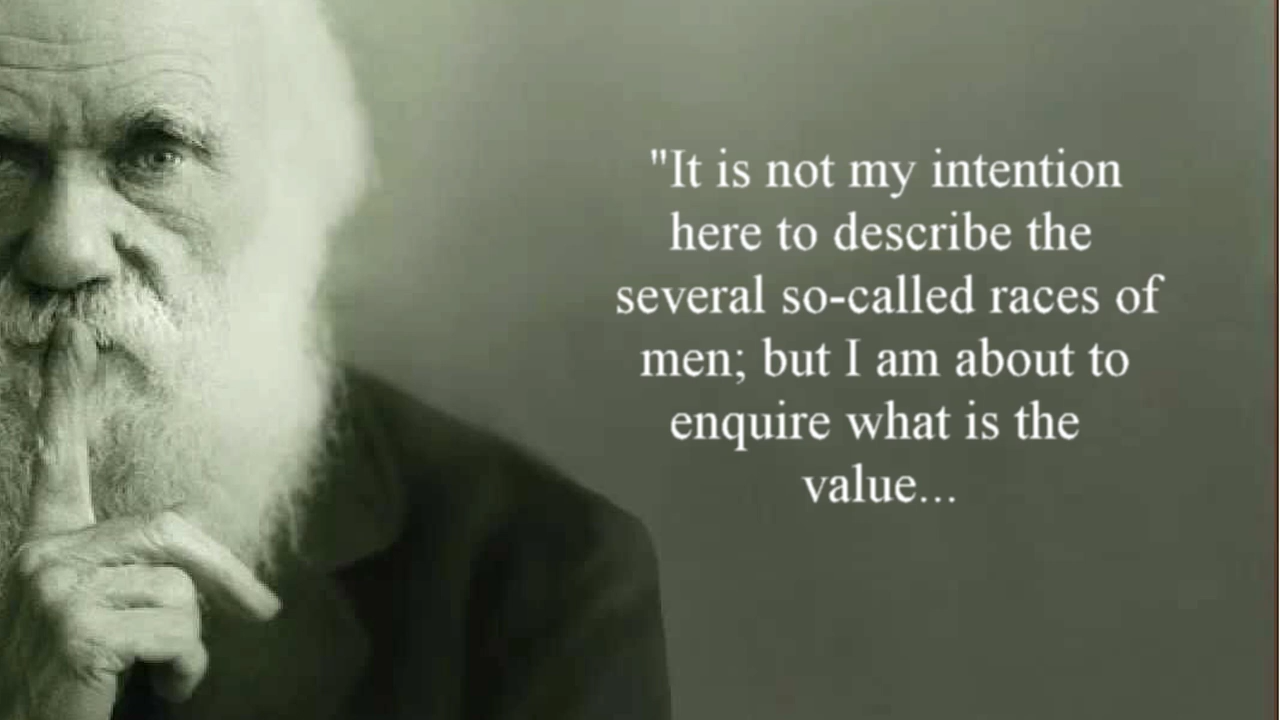 "It is not my intention
here to describe the
several so-called races of
men; but I am about to
enquire what is the
value...